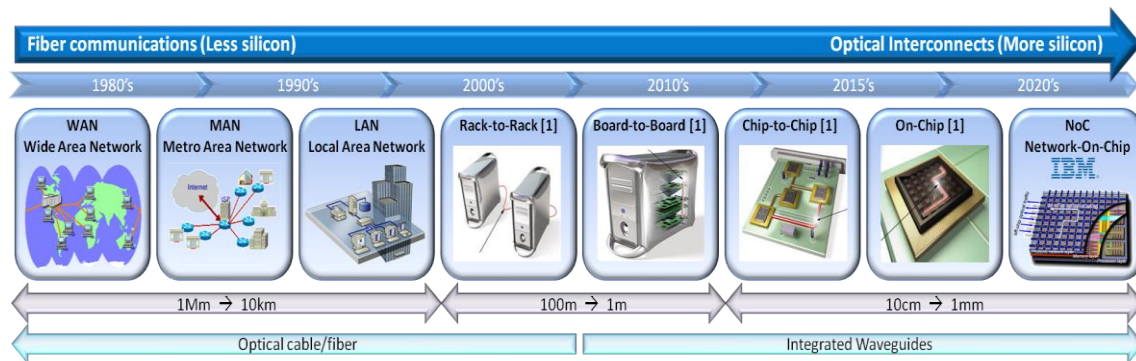 Fiber communications (Less silicon)
Optical Interconnects (More silicon)
1980's
1990's
2000's
2010's
2015's
2020's
WAN
Wide Area Network
MAN
Metro Area Network
Internet
LAN
Local Area Network
Rack-to-Rack [1]
Board-to-Board [1]
Chip-to-Chip [1]
On-Chip [1]
NoC
Network-On-Chip
IBM
1Mm → 10km
100m → 1m
10cm → 1mm
Optical cable/fiber
Integrated Waveguides